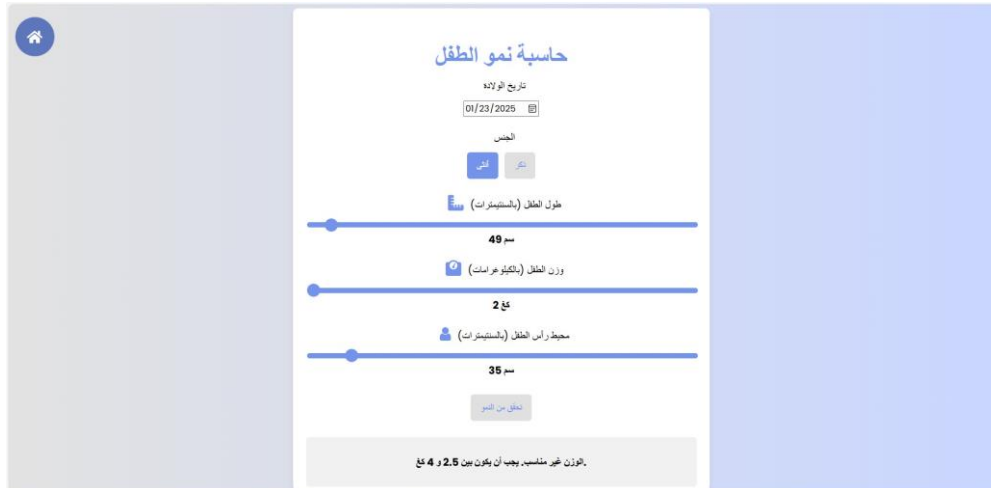 حاسبة نمو الطفل
تاريخ الولاده
01/23/2025
الجنس
ذكر أنثى
طول الطفل (بالسنتيمترات)
49 سم
وزن الطفل (بالكيلوغرامات)
2 كغ
محيط رأس الطفل (بالسنتيمترات)
35 سم
تحقق من النمو
الوزن غير مناسب. يجب أن يكون بين 2.5 و 4 كغ.